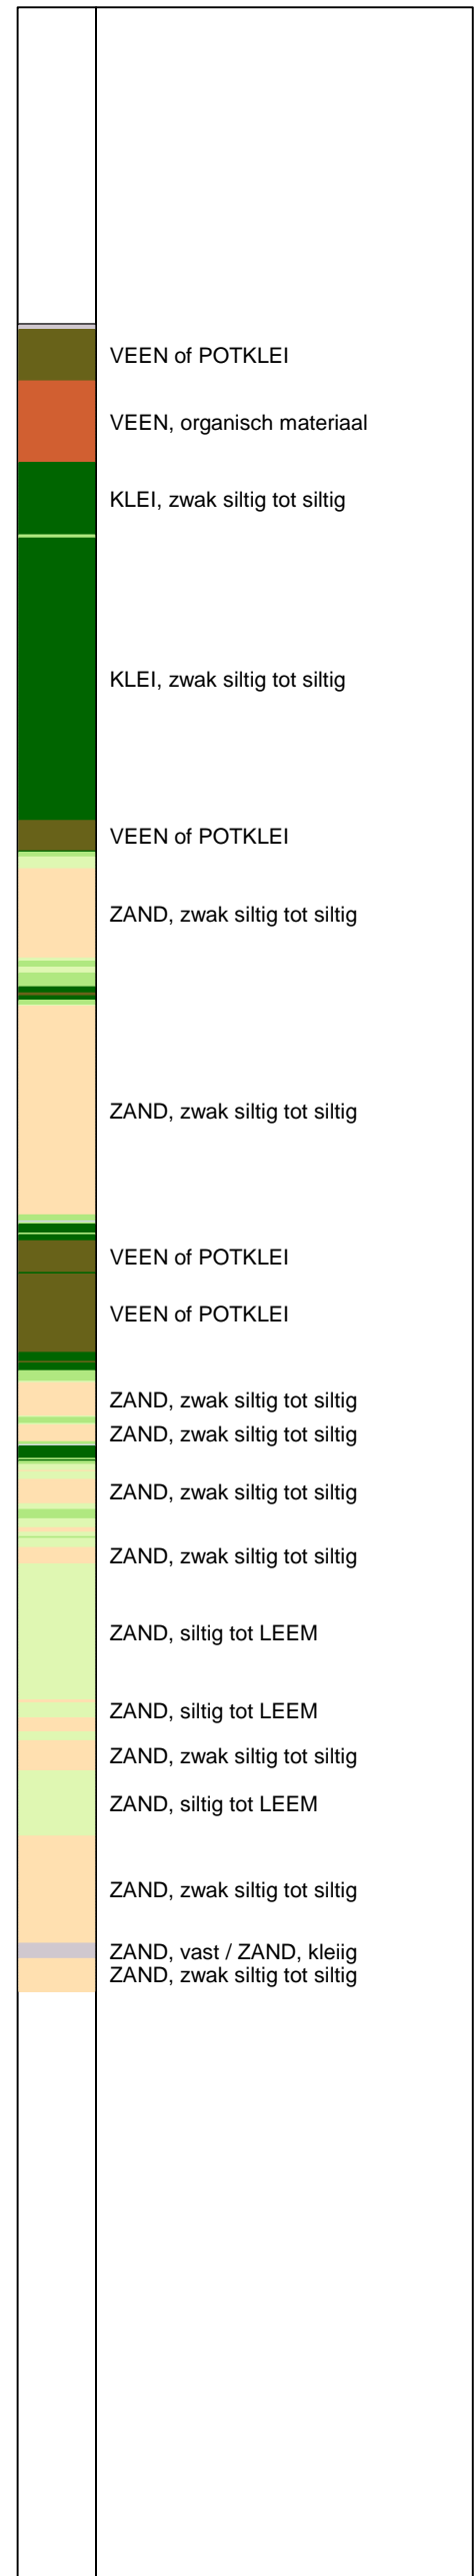 VEEN of POTKLEI
VEEN, organisch materiaal
KLEI, zwak siltig tot siltig
KLEI, zwak siltig tot siltig
VEEN of POTKLEI
ZAND, zwak siltig tot siltig
ZAND, zwak siltig tot siltig
VEEN of POTKLEI
VEEN of POTKLEI
ZAND, zwak siltig tot siltig
ZAND, zwak siltig tot siltig
ZAND, zwak siltig tot siltig
ZAND, zwak siltig tot siltig
ZAND, siltig tot LEEM
ZAND, siltig tot LEEM
ZAND, zwak siltig tot siltig
ZAND, siltig tot LEEM
ZAND, zwak siltig tot siltig
ZAND, vast / ZAND, kleiig
ZAND, zwak siltig tot siltig